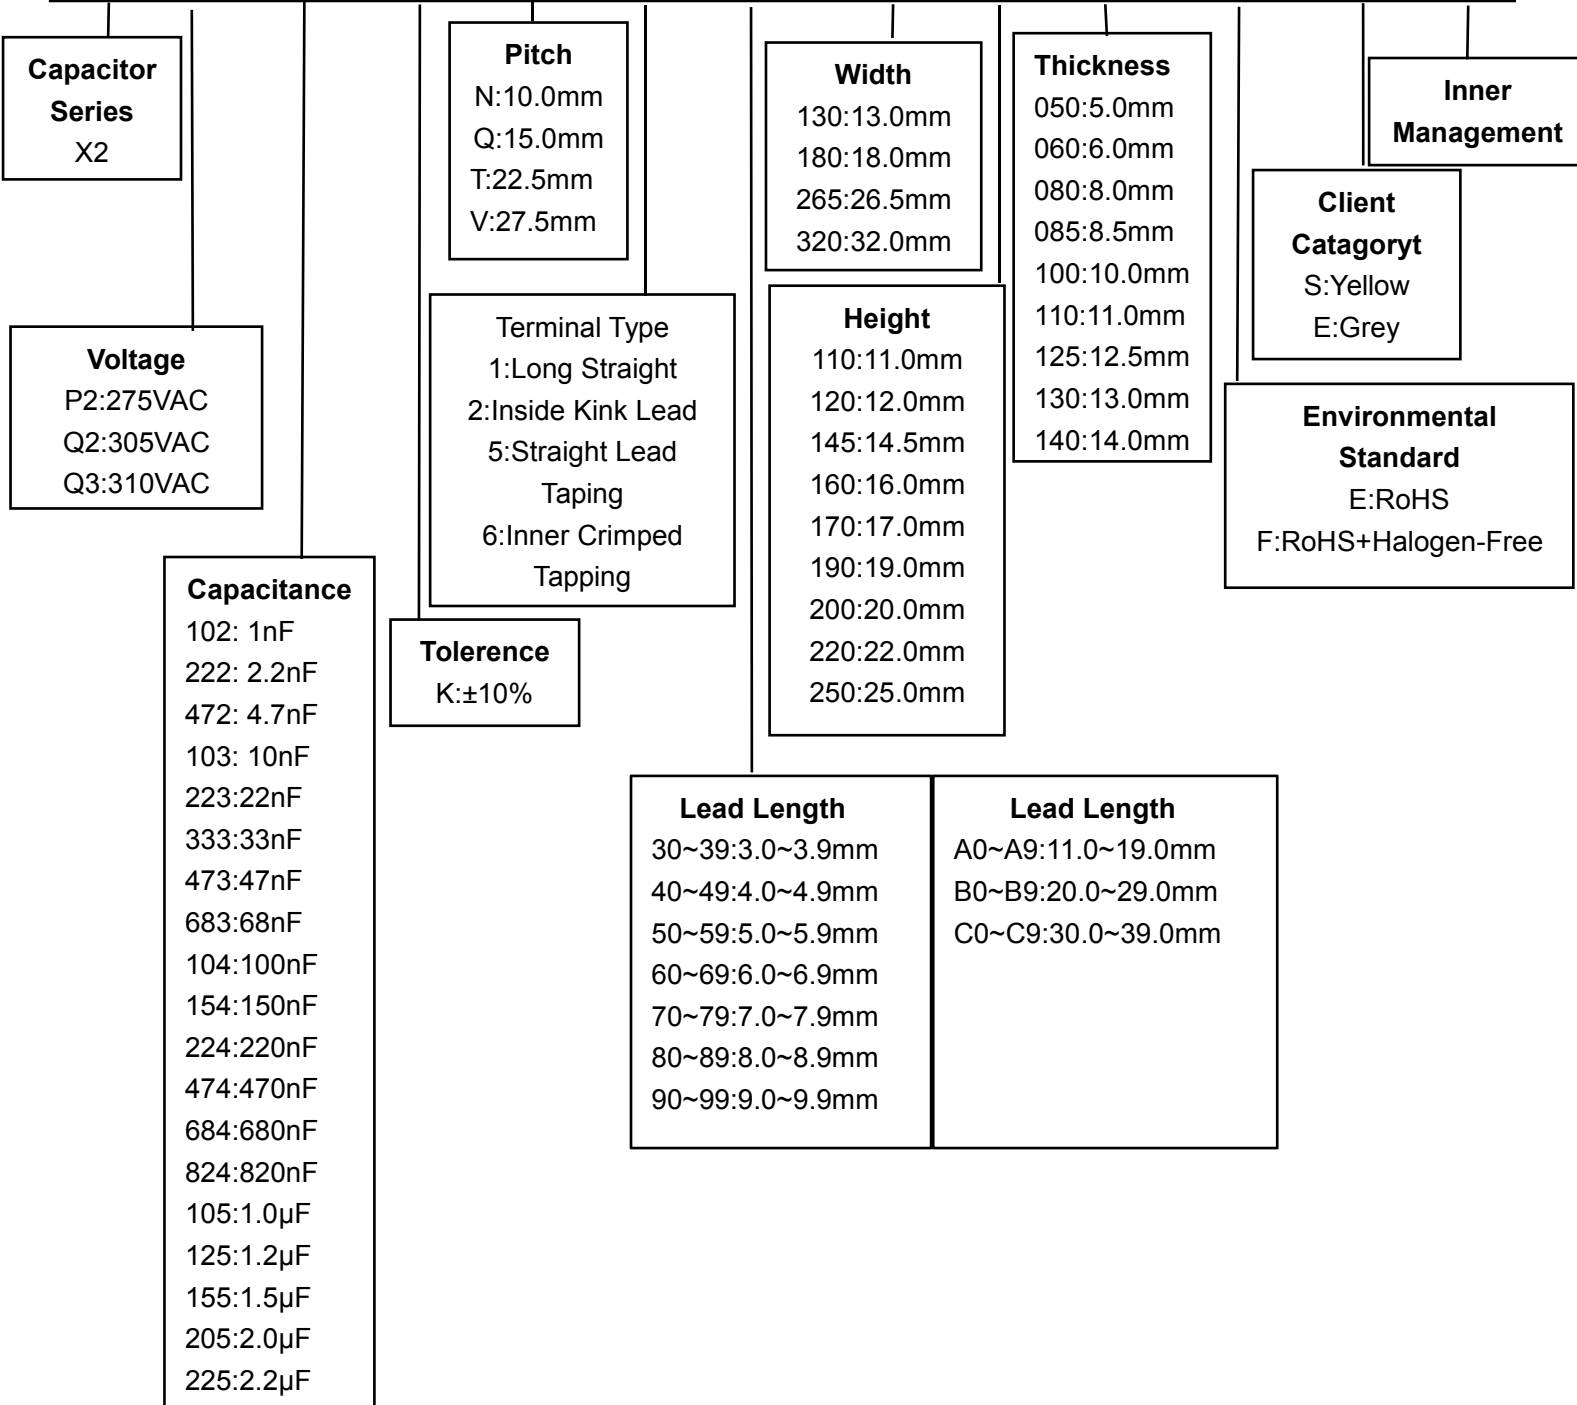 Capacitor
Series
X2
Voltage
P2:275VAC
Q2:305VAC
Q3:310VAC
Capacitance
102: 1nF
222: 2.2nF
472: 4.7nF
103: 10nF
223:22nF
333:33nF
473:47nF
683:68nF
104:100nF
154:150nF
224:220nF
474:470nF
684:680nF
824:820nF
105:1.0μF
125:1.2μF
155:1.5μF
205:2.0μF
225:2.2μF
Tolerence
K:±10%
Pitch
N:10.0mm
Q:15.0mm
T:22.5mm
V:27.5mm
Terminal Type
1:Long Straight
2:Inside Kink Lead
5:Straight Lead
Taping
6:Inner Crimped
Tapping
Lead Length
30~39:3.0~3.9mm
40~49:4.0~4.9mm
50~59:5.0~5.9mm
60~69:6.0~6.9mm
70~79:7.0~7.9mm
80~89:8.0~8.9mm
90~99:9.0~9.9mm
Lead Length
A0~A9:11.0~19.0mm
B0~B9:20.0~29.0mm
C0~C9:30.0~39.0mm
Width
130:13.0mm
180:18.0mm
265:26.5mm
320:32.0mm
Height
110:11.0mm
120:12.0mm
145:14.5mm
160:16.0mm
170:17.0mm
190:19.0mm
200:20.0mm
220:22.0mm
250:25.0mm
Thickness
050:5.0mm
060:6.0mm
080:8.0mm
085:8.5mm
100:10.0mm
110:11.0mm
125:12.5mm
130:13.0mm
140:14.0mm
Environmental
Standard
E:RoHS
F:RoHS+Halogen-Free
Client
Catagoryt
S:Yellow
E:Grey
Inner
Management